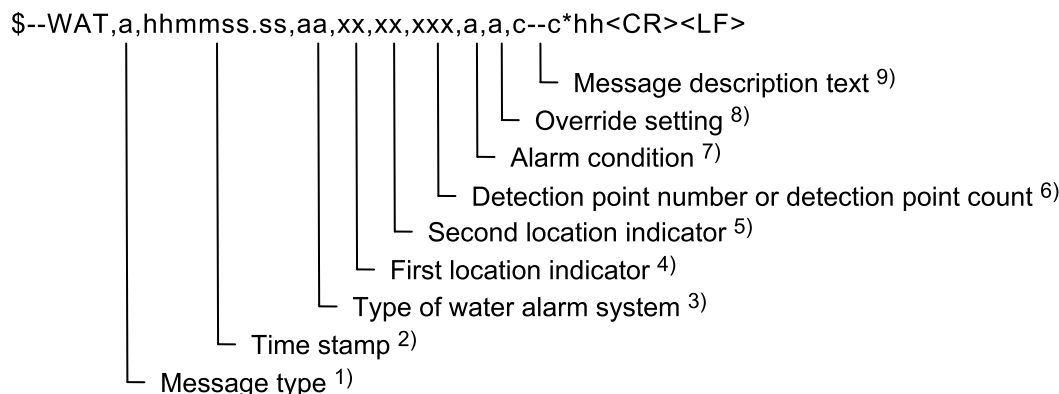 $--WAT,a,hhmmss.ss,aa,xx,xx,xxx,a,a,c--c*hh<CR><LF>
Message description text 9)
Override setting 8)
Alarm condition 7)
Detection point number or detection point count 6)
Second location indicator 5)
First location indicator 4)
Type of water alarm system 3)
Time stamp 2)
Message type 1)